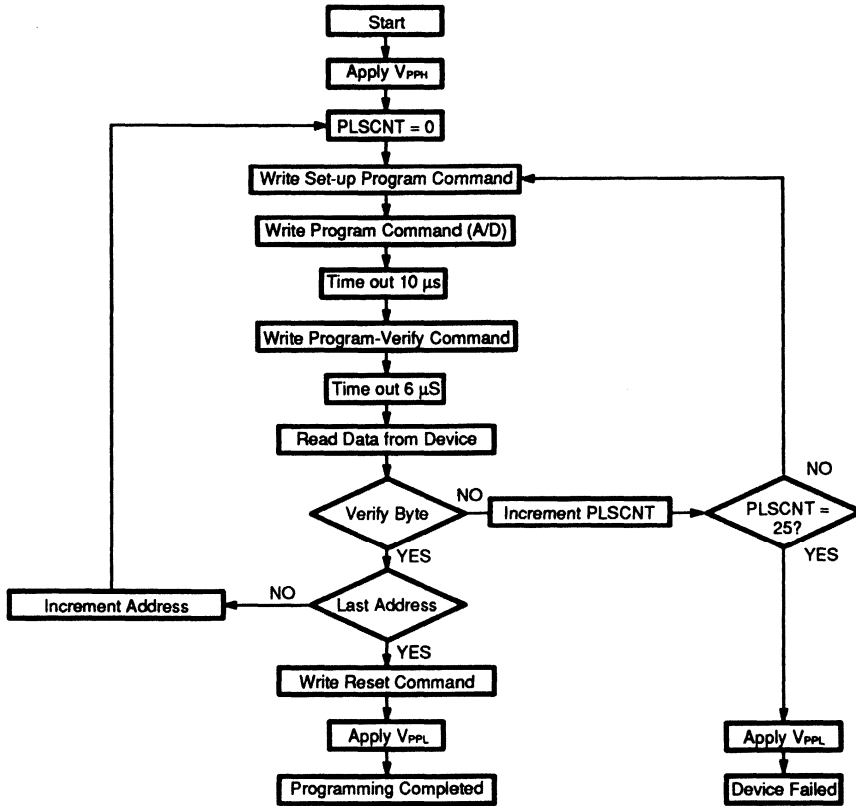 Start
Apply VPPH
PLSCNT = 0
Write Set-up Program Command
Write Program Command (A/D)
Time out 10 µs
Write Program-Verify Command
Time out 6 µS
Read Data from Device
Verify Byte
NO
Increment PLSCNT
PLSCNT =
25?
NO
YES
YES
Last Address
NO
Increment Address
YES
Write Reset Command
Apply VPPL
Programming Completed
Apply VPPL
Device Failed